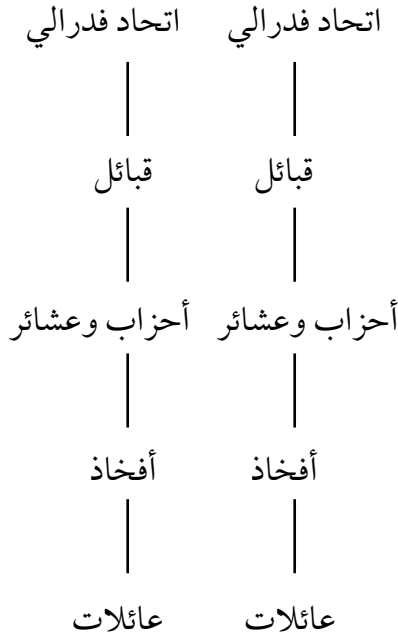 اتحاد فدرالي اتحاد فدرالي
قبائل قبائل
أحزاب وعشائر أحزاب وعشائر
أفخاذ أفخاذ
عائلات عائلات